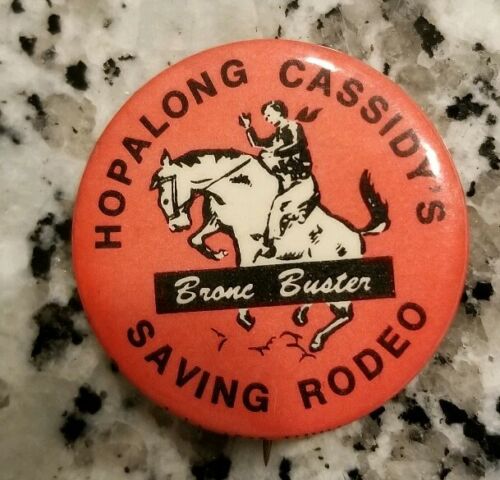 HOPALONG CASSIDY'S
Bronc Buster
SAVING RODEO